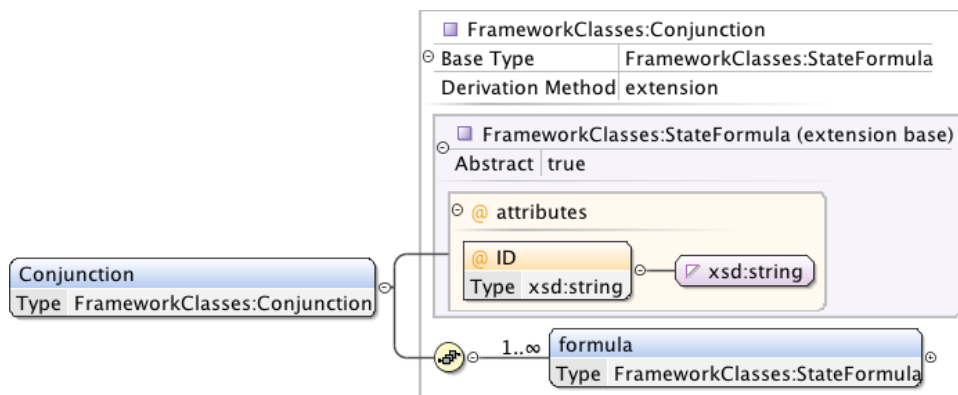 FrameworkClasses:Conjunction
Base Type FrameworkClasses:StateFormula
Derivation Method extension
FrameworkClasses:StateFormula (extension base)
Abstract true
@ attributes
@ ID
Type xsd:string
xsd:string
Conjunction
Type FrameworkClasses:Conjunction
1..∞
formula
Type FrameworkClasses:StateFormula